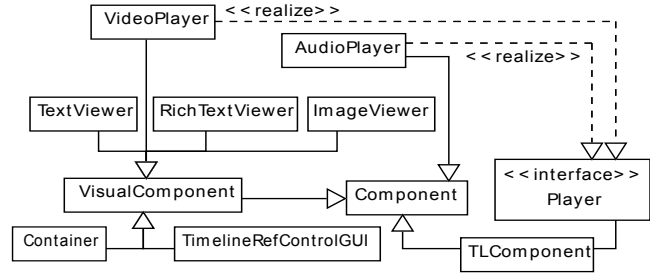 VideoPlayer
<<realize>>
AudioPlayer
<<realize>>
TextViewer
RichTextViewer
ImageViewer
<<interface>>
Player
VisualComponent
Component
Container
TimelineRefControlGUI
TLComponent